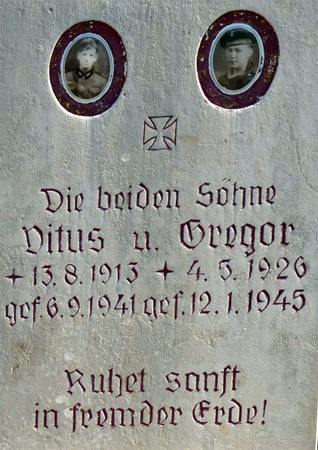 Die beiden Söhne
Vitus u. Gregor
+ 13.8.1913 + 4.5.1926
gef. 6.9.1941 gef. 12.1.1945
Ruhet sanft
in fremder Erde!